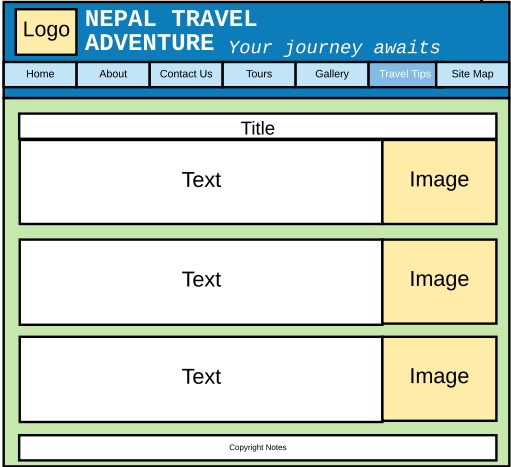 Logo
NEPAL TRAVEL
ADVENTURE Your journey awaits
Home About Contact Us Tours Gallery Travel Tips Site Map
Title
Text Image
Text Image
Text Image
Copyright Notes